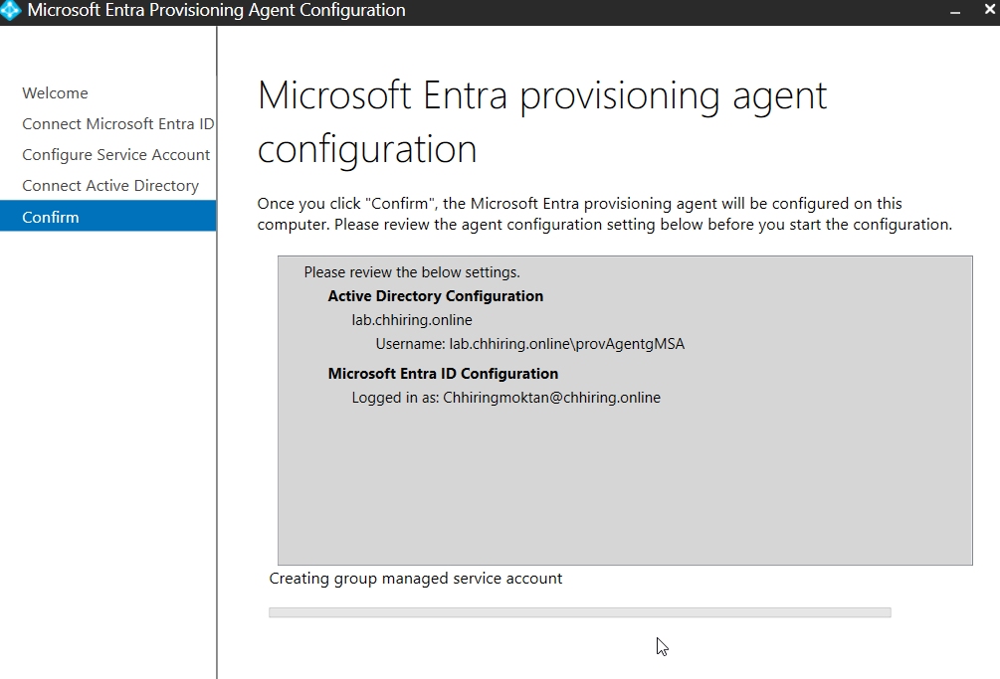 Microsoft Entra Provisioning Agent Configuration
Welcome
Connect Microsoft Entra ID
Configure Service Account
Connect Active Directory
Confirm
Microsoft Entra provisioning agent
configuration
Once you click "Confirm", the Microsoft Entra provisioning agent will be configured on this
computer. Please review the agent configuration setting below before you start the configuration.
Please review the below settings.
Active Directory Configuration
lab.chhiring.online
Username: lab.chhiring.online\provAgentgMSA
Microsoft Entra ID Configuration
Logged in as: Chhiringmoktan@chhiring.online
Creating group managed service account